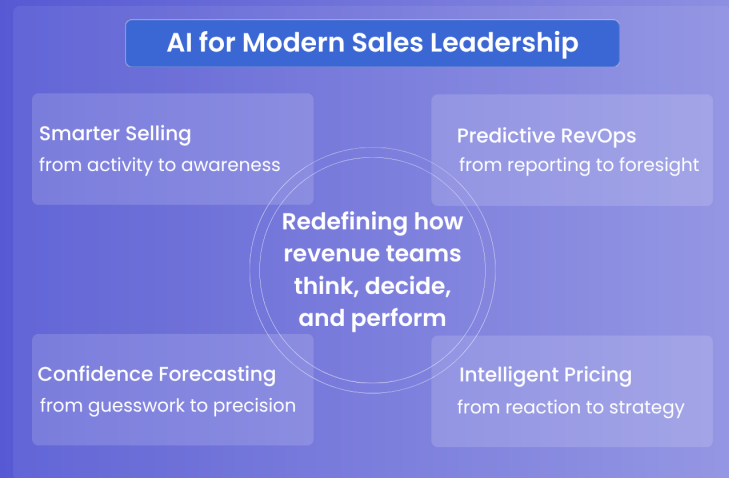 AI for Modern Sales Leadership
Smarter Selling
from activity to awareness
Predictive RevOps
from reporting to foresight
Redefining how
revenue teams
think, decide,
and perform
Confidence Forecasting
from guesswork to precision
Intelligent Pricing
from reaction to strategy